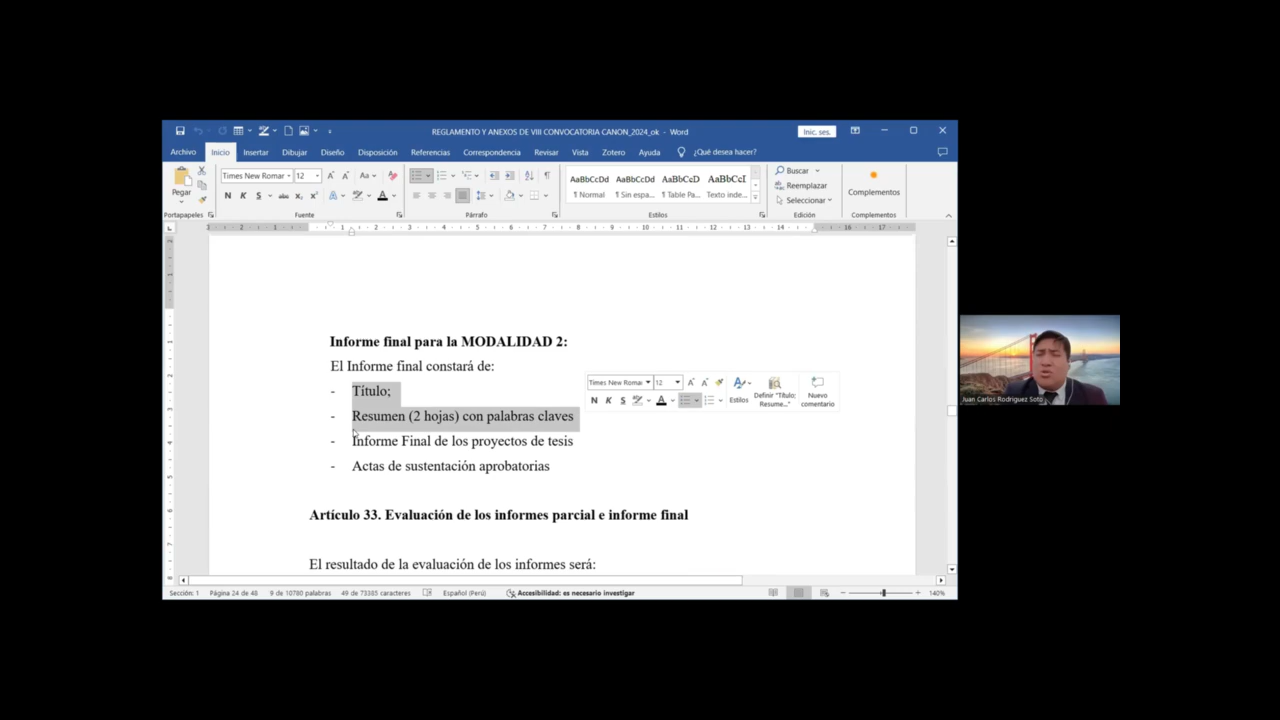 REGLAMENTO Y ANEXOS DE VIII CONVOCATORIA CANON_2024_ok - Word
Inic. ses.
Archivo Inicio Insertar Dibujar Diseño Disposición Referencias Correspondencia Revisar Vista Zotero Ayuda ¿Qué desea hacer?
Pegar
Times New Romar 12
N K S abc x₂ x²
AaBbCcDd AaBbCcDd AaBbCcD AaBbCcI
¶ Normal ¶ Sin espa... ¶ Table Pa... Texto inde...
Buscar
Reemplazar
Seleccionar
Complementos
Portapapeles Fuente Párrafo Estilos Edición Complementos
Informe final para la MODALIDAD 2:
El Informe final constará de:
- Título;
- Resumen (2 hojas) con palabras claves
- Informe Final de los proyectos de tesis
- Actas de sustentación aprobatorias
Times New Romar 12
N K S
Estilos
Definir "Título; Resume..."
Nuevo comentario
Artículo 33. Evaluación de los informes parcial e informe final
El resultado de la evaluación de los informes será:
Sección: 1 Página 24 de 48 9 de 10780 palabras 49 de 73385 caracteres Español (Perú) Accesibilidad: es necesario investigar 140%
Juan Carlos Rodriguez Soto